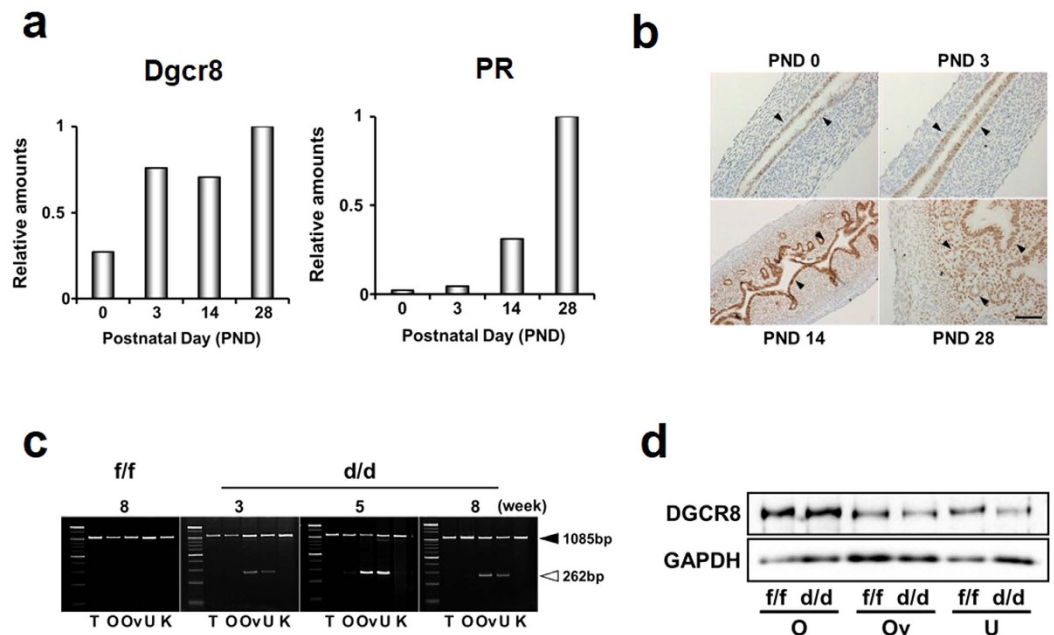 a
Dgcr8
Relative amounts
1
0.5
0
0 3 14 28
Postnatal Day (PND)
PR
Relative amounts
1
0.5
0
0 3 14 28
Postnatal Day (PND)
b
PND 0 PND 3
PND 14 PND 28
c
f/f d/d
8 3 5 8 (week)
1085bp
262bp
T O Ov U K T O Ov U K T O Ov U K T O Ov U K
d
DGCR8
GAPDH
f/f d/d f/f d/d f/f d/d
O Ov U